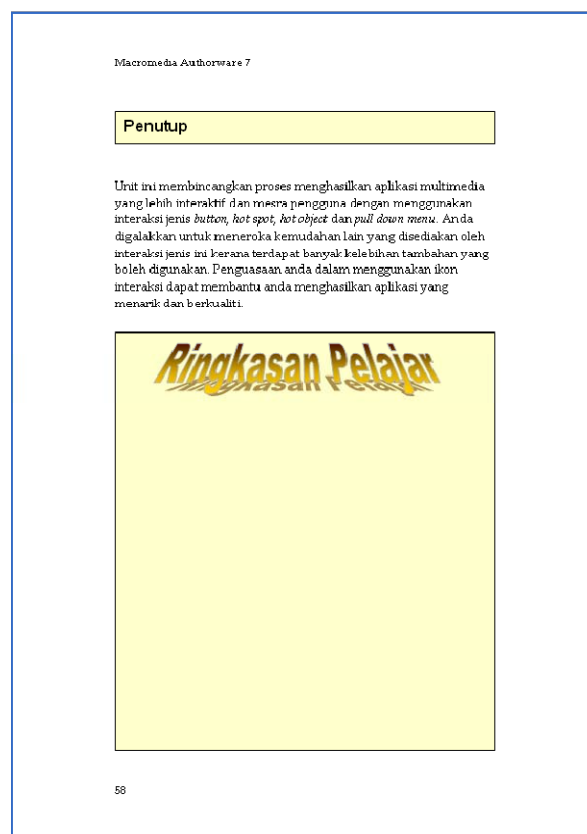 Macromedia Authorware 7
Penutup
Unit ini membincangkan proses menghasilkan aplikasi multimedia
yang lebih interaktif dan mesra pengguna dengan menggunakan
interaksi jenis button, hot spot, hot object dan pull down menu. Anda
digalakkan untuk meneroka kemudahan lain yang disediakan oleh
interaksi jenis ini kerana terdapat banyak kelebihan tambahan yang
boleh digunakan. Penguasaan anda dalam menggunakan ikon
interaksi dapat membantu anda menghasilkan aplikasi yang
menarik dan berkualiti.
Ringkasan Pelajar
58